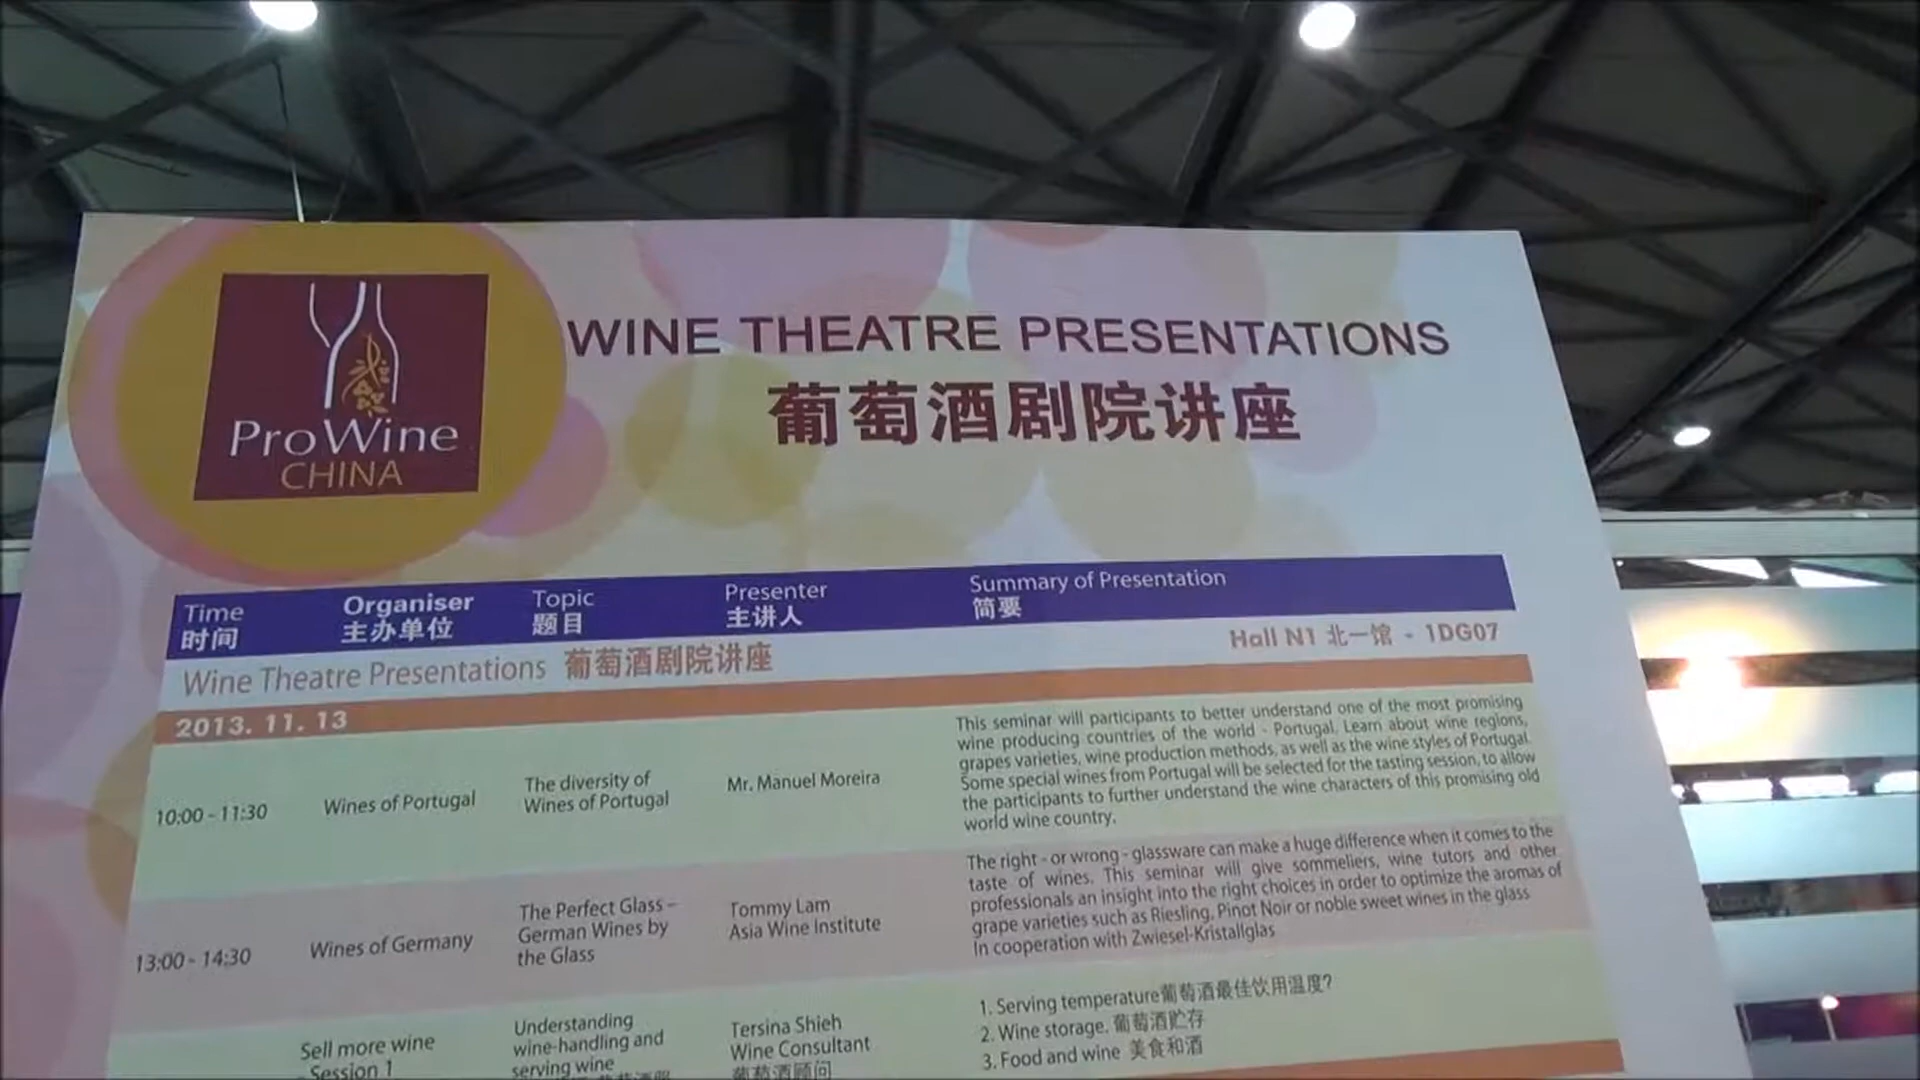 ProWine
CHINA
WINE THEATRE PRESENTATIONS
葡萄酒剧院讲座
Time
时间
Organiser
主办单位
Topic
题目
Presenter
主讲人
Summary of Presentation
简要
Wine Theatre Presentations 葡萄酒剧院讲座
Hall N1 北一馆 - 1DG07
2013. 11. 13
10:00 - 11:30
Wines of Portugal
The diversity of
Wines of Portugal
Mr. Manuel Moreira
This seminar will participants to better understand one of the most promising
wine producing countries of the world - Portugal. Learn about wine regions,
grapes varieties, wine production methods, as well as the wine styles of Portugal.
Some special wines from Portugal will be selected for the tasting session, to allow
the participants to further understand the wine characters of this promising old
world wine country.
13:00 - 14:30
Wines of Germany
The Perfect Glass –
German Wines by
the Glass
Tommy Lam
Asia Wine Institute
The right - or wrong - glassware can make a huge difference when it comes to the
taste of wines. This seminar will give sommeliers, wine tutors and other
professionals an insight into the right choices in order to optimize the aromas of
grape varieties such as Riesling, Pinot Noir or noble sweet wines in the glass
In cooperation with Zwiesel-Kristallglas
Sell more wine
Session 1
Understanding
wine-handling and
serving wine
Tersina Shieh
Wine Consultant
葡萄酒顾问
1. Serving temperature葡萄酒最佳饮用温度?
2. Wine storage. 葡萄酒贮存
3. Food and wine 美食和酒